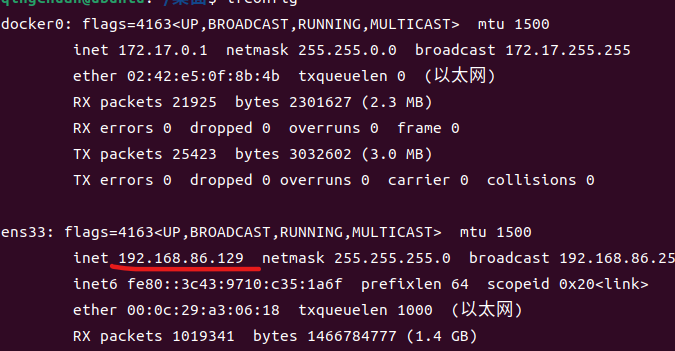 docker0: flags=4163<UP,BROADCAST,RUNNING,MULTICAST>  mtu 1500
        inet 172.17.0.1  netmask 255.255.0.0  broadcast 172.17.255.255
        ether 02:42:e5:0f:8b:4b  txqueuelen 0  (以太网)
        RX packets 21925  bytes 2301627 (2.3 MB)
        RX errors 0  dropped 0  overruns 0  frame 0
        TX packets 25423  bytes 3032602 (3.0 MB)
        TX errors 0  dropped 0 overruns 0  carrier 0  collisions 0
ens33: flags=4163<UP,BROADCAST,RUNNING,MULTICAST>  mtu 1500
        inet 192.168.86.129  netmask 255.255.255.0  broadcast 192.168.86.25
        inet6 fe80::3c43:9710:c35:1a6f  prefixlen 64  scopeid 0x20<link>
        ether 00:0c:29:a3:06:18  txqueuelen 1000  (以太网)
        RX packets 1019341  bytes 1466784777 (1.4 GB)